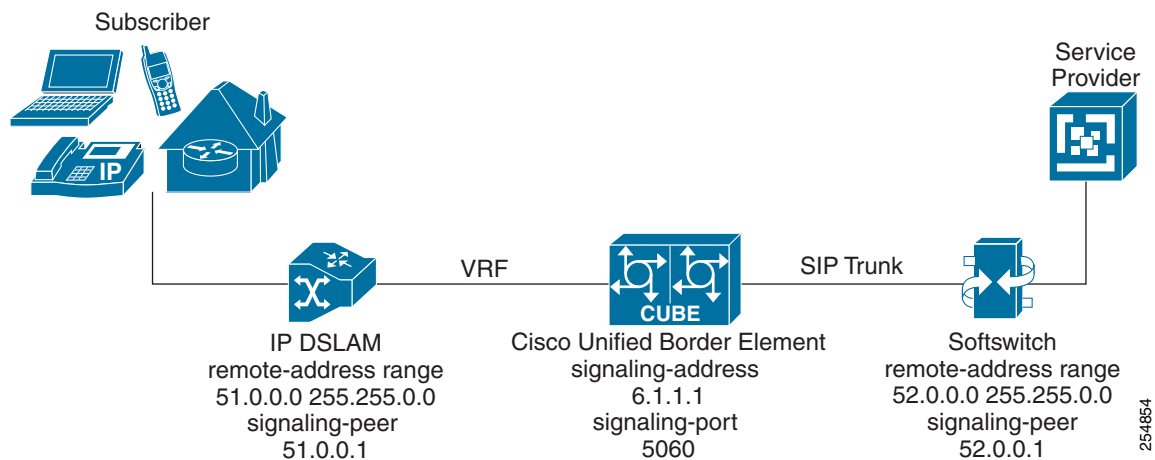 Subscriber
Service
Provider
IP
VRF
SIP Trunk
CUBE
IP DSLAM
remote-address range
51.0.0.0 255.255.0.0
signaling-peer
51.0.0.1
Cisco Unified Border Element
signaling-address
6.1.1.1
signaling-port
5060
Softswitch
remote-address range
52.0.0.0 255.255.0.0
signaling-peer
52.0.0.1
254854